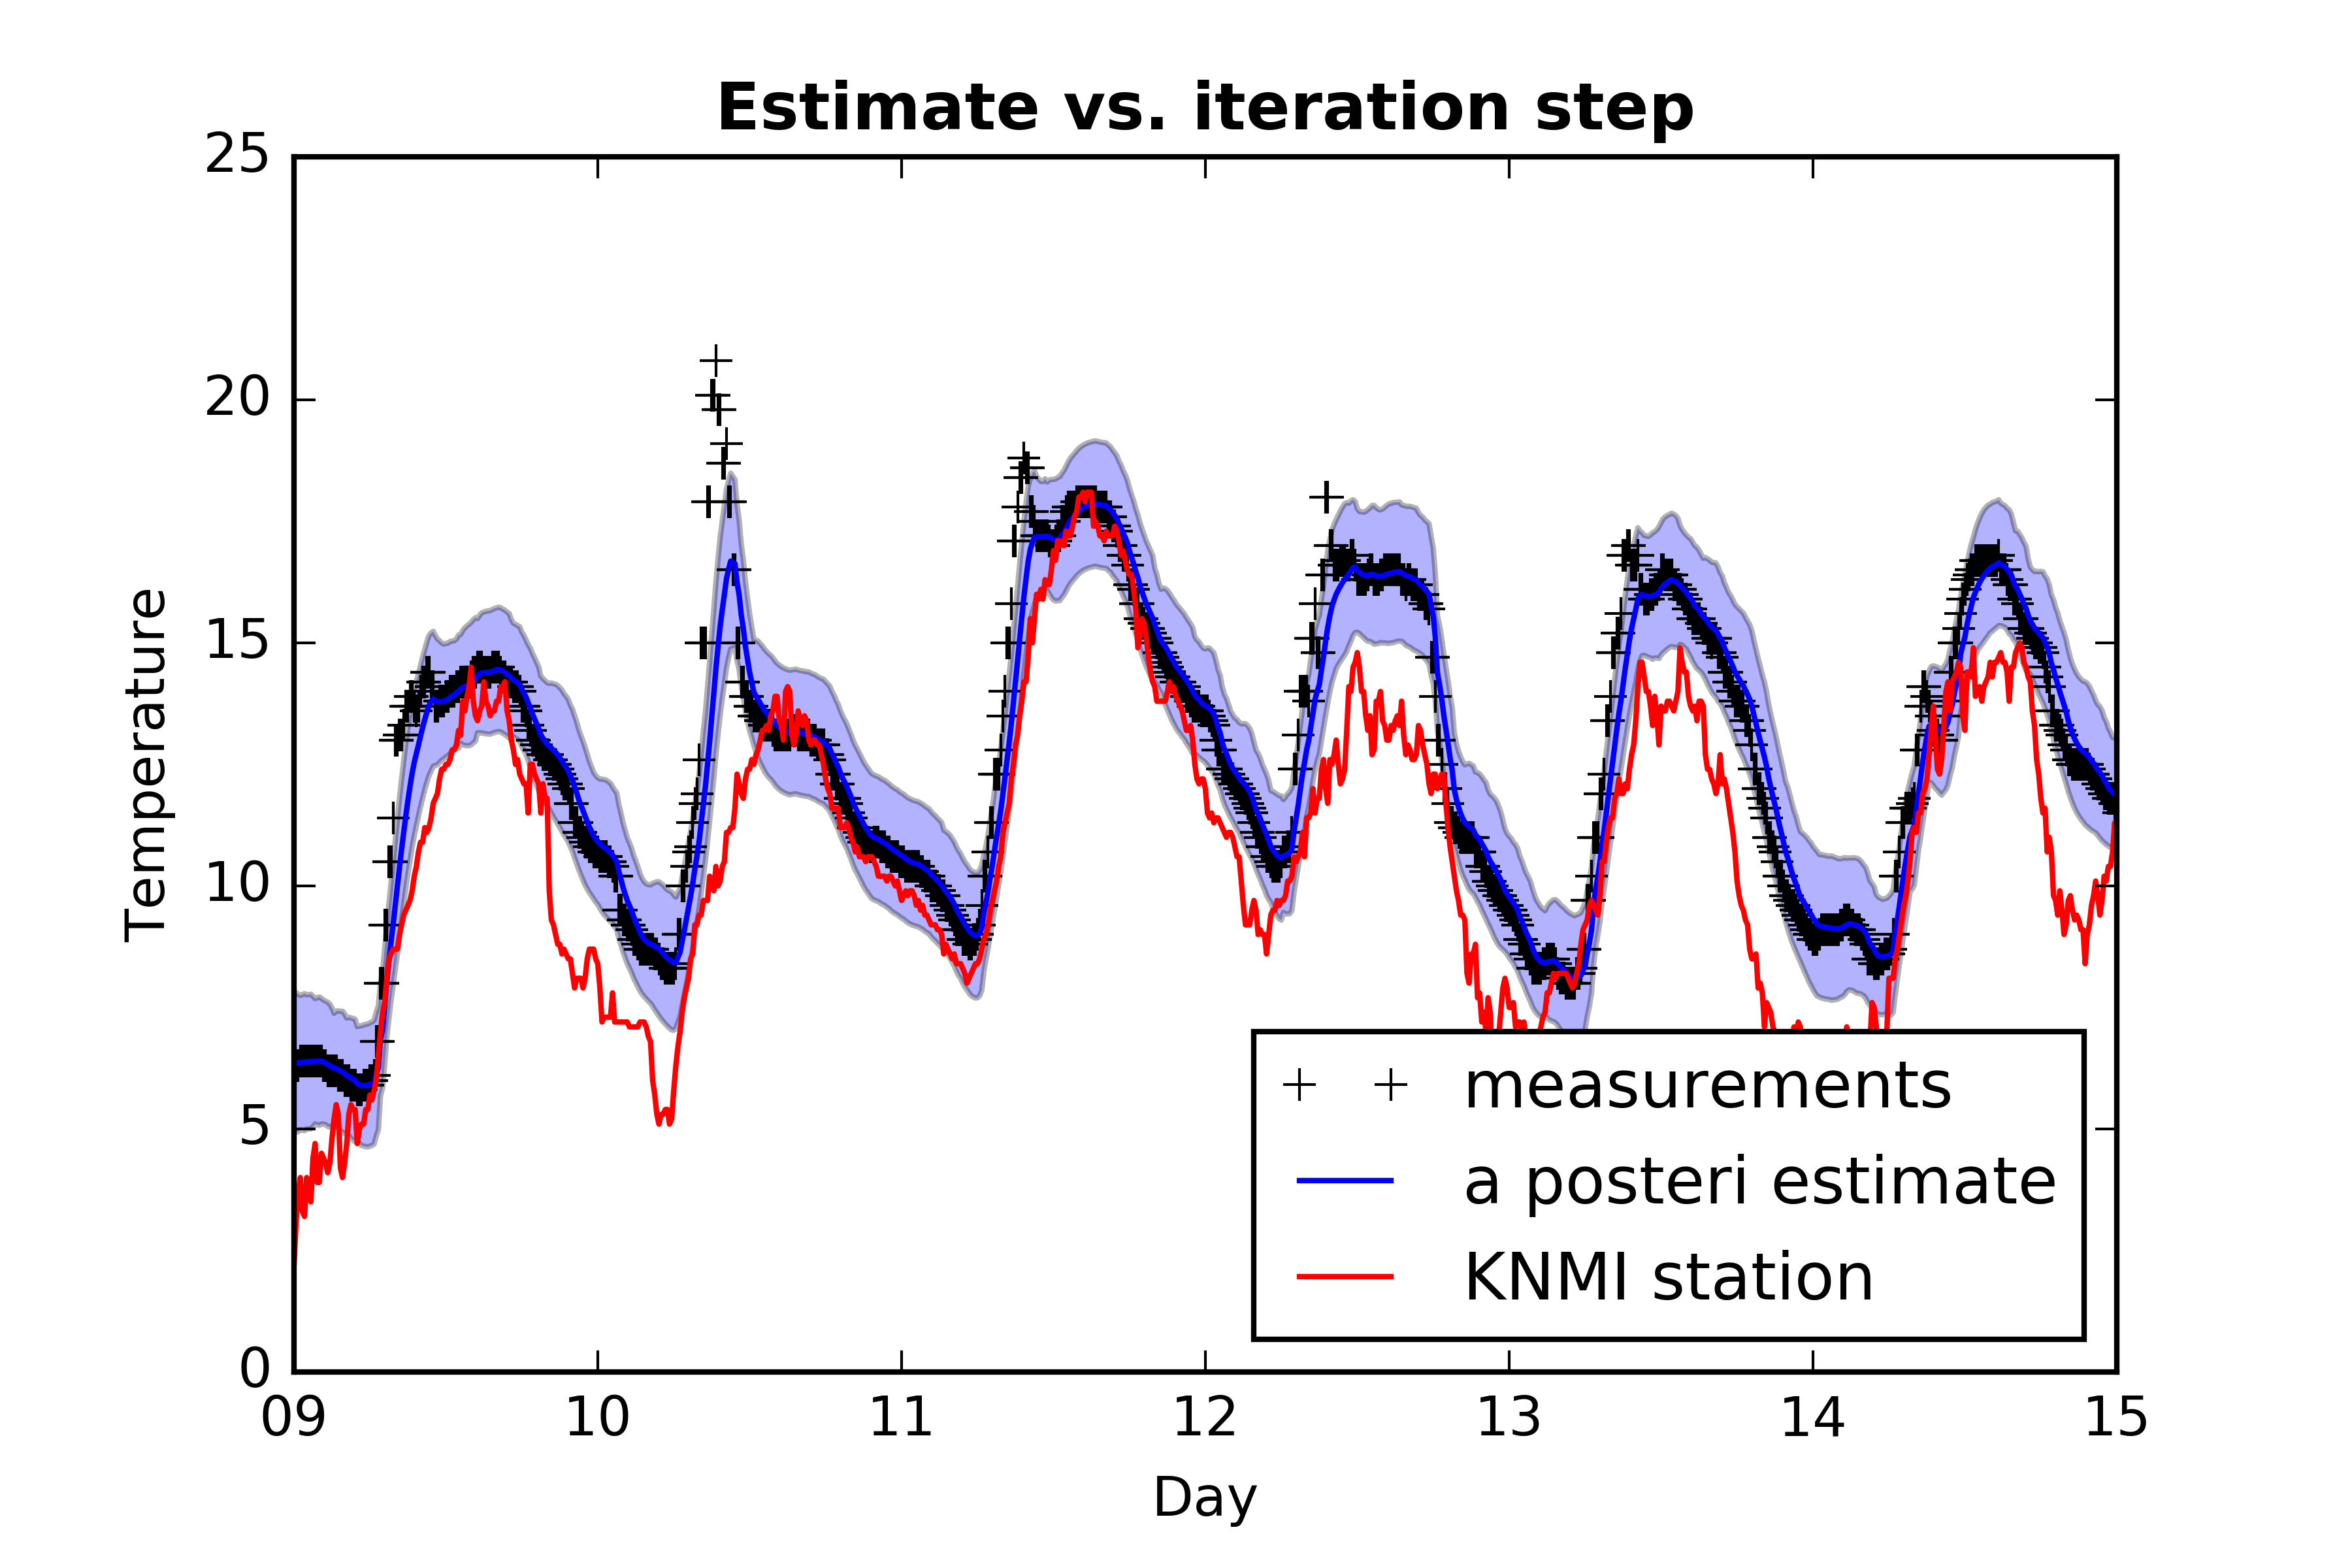 Estimate vs. iteration step
25
20
15
10
5
0
Temperature
09 10 11 12 13 14 15
Day
measurements
a posteri estimate
KNMI station